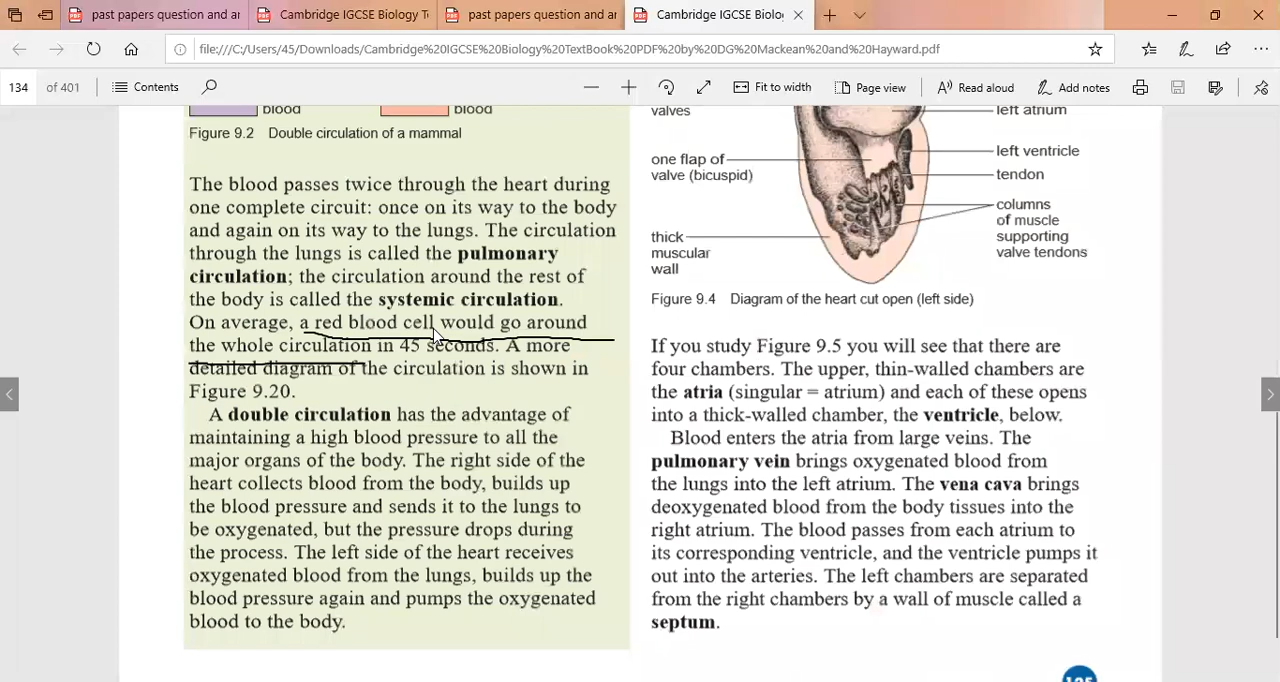 past papers question and ar
Cambridge IGCSE Biology T
past papers question and ar
Cambridge IGCSE Biolog
file:///C:/Users/45/Downloads/Cambridge%20IGCSE%20Biology%20TextBook%20PDF%20by%20DG%20Mackean%20and%20Hayward.pdf
134 of 401
Contents
Fit to width
Page view
Read aloud
Add notes
blood
blood
Figure 9.2 Double circulation of a mammal
The blood passes twice through the heart during
one complete circuit: once on its way to the body
and again on its way to the lungs. The circulation
through the lungs is called the pulmonary
circulation; the circulation around the rest of
the body is called the systemic circulation.
On average, a red blood cell would go around
the whole circulation in 45 seconds. A more
detailed diagram of the circulation is shown in
Figure 9.20.
A double circulation has the advantage of
maintaining a high blood pressure to all the
major organs of the body. The right side of the
heart collects blood from the body, builds up
the blood pressure and sends it to the lungs to
be oxygenated, but the pressure drops during
the process. The left side of the heart receives
oxygenated blood from the lungs, builds up the
blood pressure again and pumps the oxygenated
blood to the body.
valves
one flap of
valve (bicuspid)
thick
muscular
wall
left atrium
left ventricle
tendon
columns
of muscle
supporting
valve tendons
Figure 9.4 Diagram of the heart cut open (left side)
If you study Figure 9.5 you will see that there are
four chambers. The upper, thin-walled chambers are
the atria (singular = atrium) and each of these opens
into a thick-walled chamber, the ventricle, below.
Blood enters the atria from large veins. The
pulmonary vein brings oxygenated blood from
the lungs into the left atrium. The vena cava brings
deoxygenated blood from the body tissues into the
right atrium. The blood passes from each atrium to
its corresponding ventricle, and the ventricle pumps it
out into the arteries. The left chambers are separated
from the right chambers by a wall of muscle called a
septum.